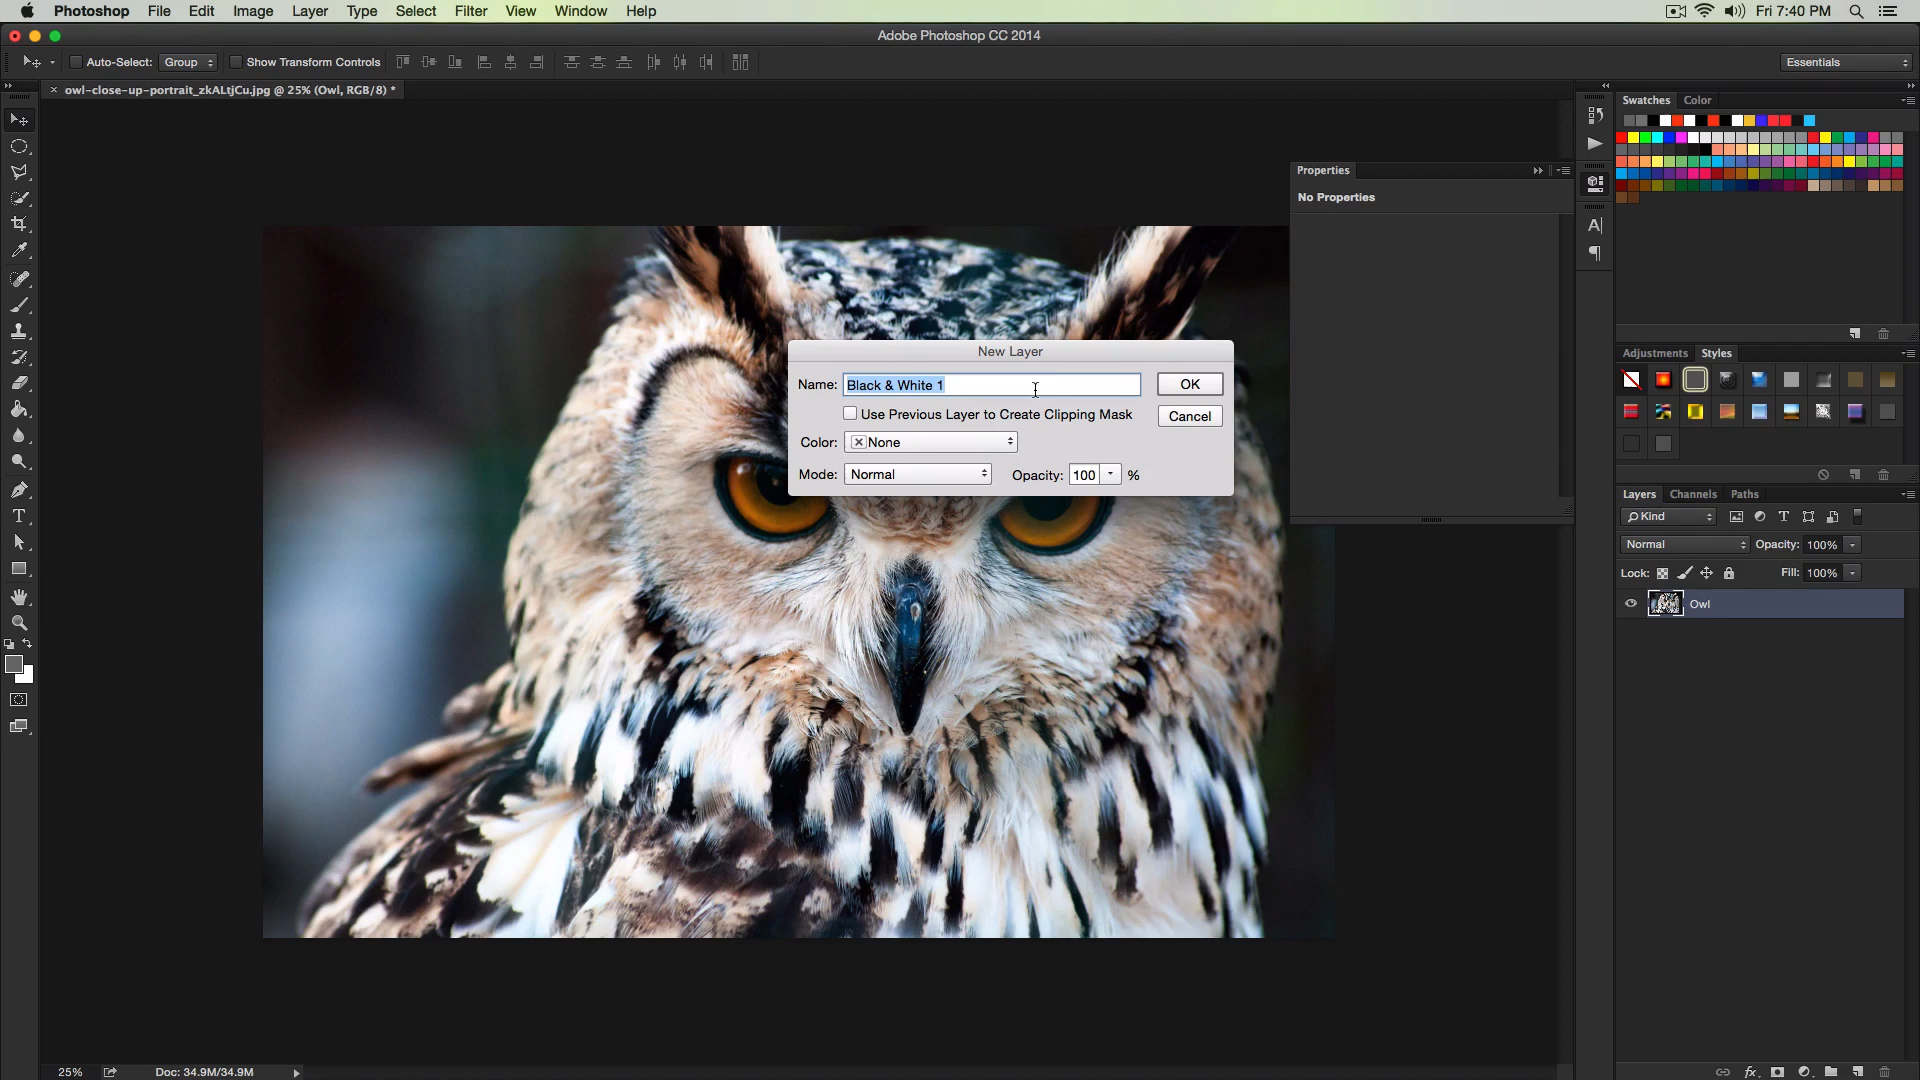 Photoshop File Edit Image Layer Type Select Filter View Window Help Fri 7:40 PM
Adobe Photoshop CC 2014
Auto-Select: Group Show Transform Controls Essentials
× owl-close-up-portrait_zkALtjCu.jpg @ 25% (Owl, RGB/8) *
Swatches Color
Properties
No Properties
New Layer
Name: Black & White 1 OK
Use Previous Layer to Create Clipping Mask Cancel
Color: None
Mode: Normal Opacity: 100 %
Adjustments Styles
Layers Channels Paths
Kind
Normal Opacity: 100%
Lock: Fill: 100%
Owl
25% Doc: 34.9M/34.9M